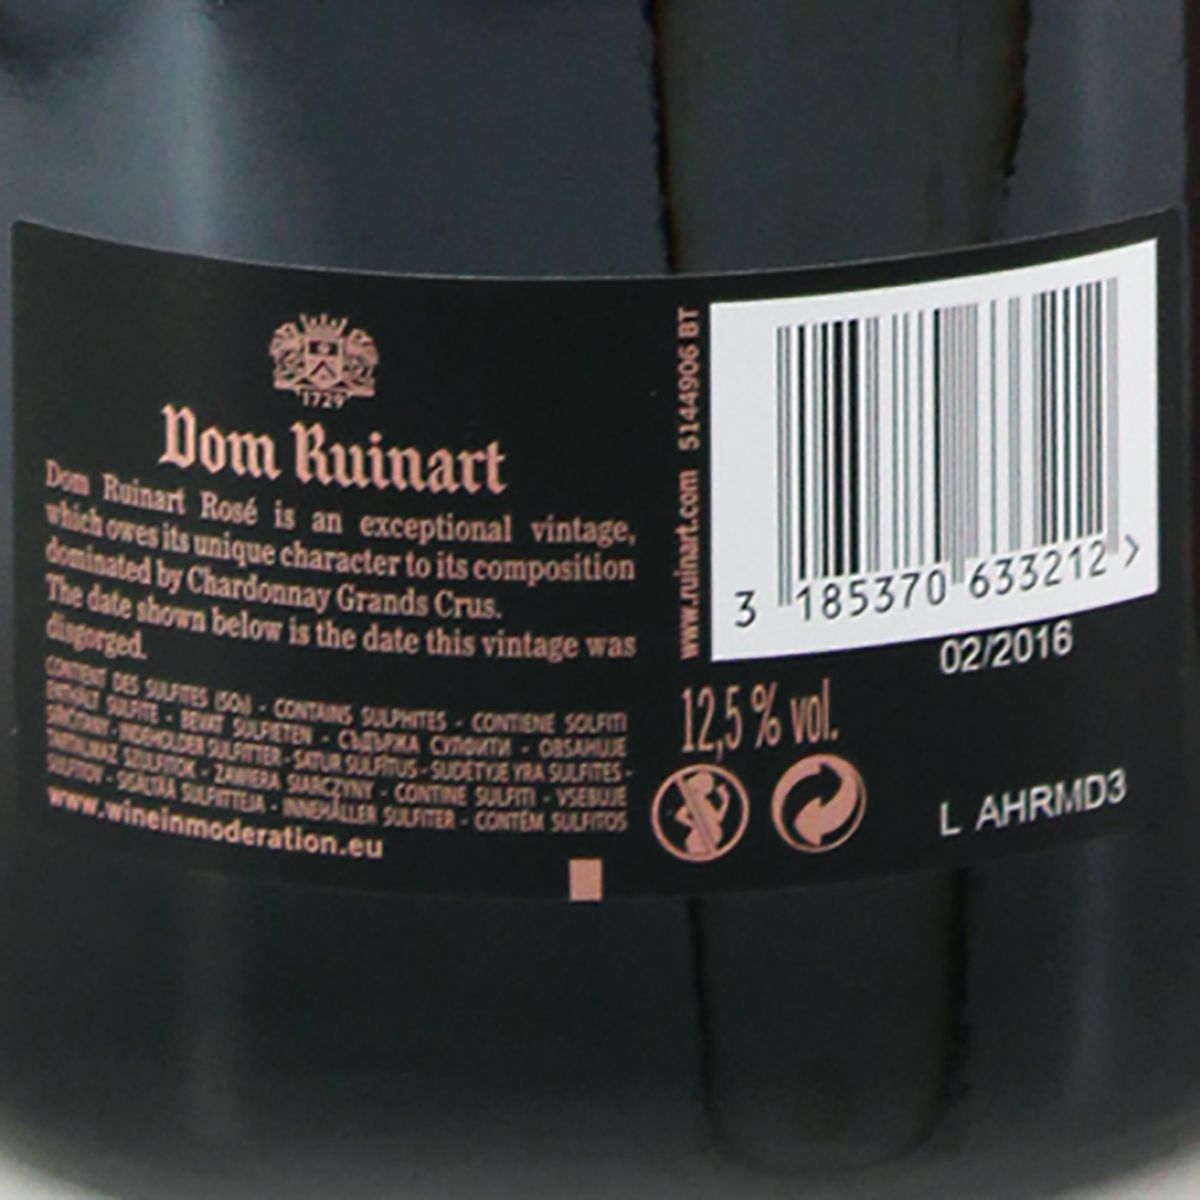 1729
Dom Ruinart
Dom Ruinart Rosé is an exceptional vintage,
which owes its unique character to its composition
dominated by Chardonnay Grands Crus.
The date shown below is the date this vintage was
disgorged.
CONTIENT DES SULFITES (SO₂) - CONTAINS SULPHITES - CONTIENE SOLFITI
ENTHÄLT SULFITE - BEVAT SULFIETEN - СЪДЪРЖА СУЛФИТИ - OBSAHUJE
SIŘIČITANY - INDEHOLDER SULFITTER - SATUR SULFĪTUS - SUDĖTYJE YRA SULFITES -
TARTALMAZ SZULFITOK - ZAWIERA SIARCZYNY - CONTINE SULFITI - VSEBUJE
SULFITOV - SISÄLTÄÄ SULFIITTEJA - INNEHÅLLER SULFITER - CONTÉM SULFITOS
www.wineinmoderation.eu
www.ruinart.com 5144906 BT
3 185370 633212 >
02/2016
12,5 % vol.
L AHRMD3